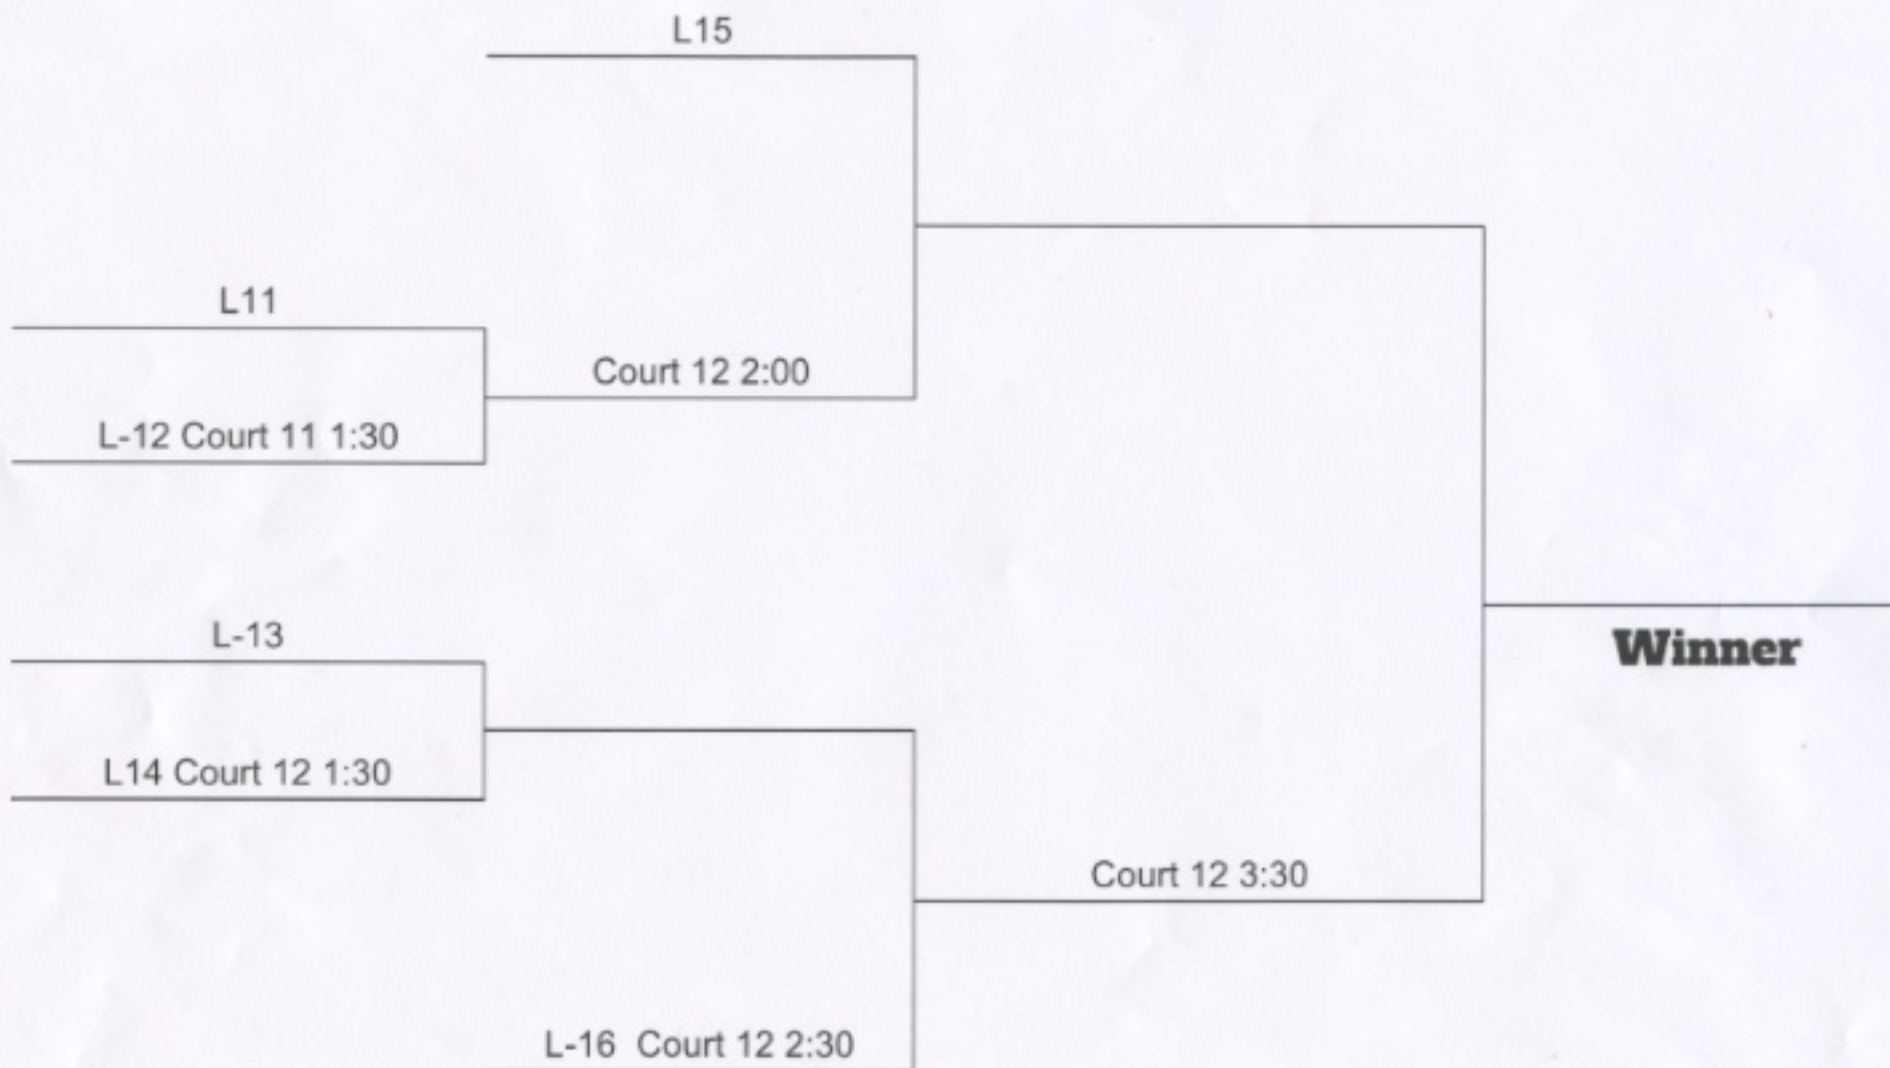 L15
L11
Court 12 2:00
L-12 Court 11 1:30
L-13
Winner
L14 Court 12 1:30
Court 12 3:30
L-16 Court 12 2:30